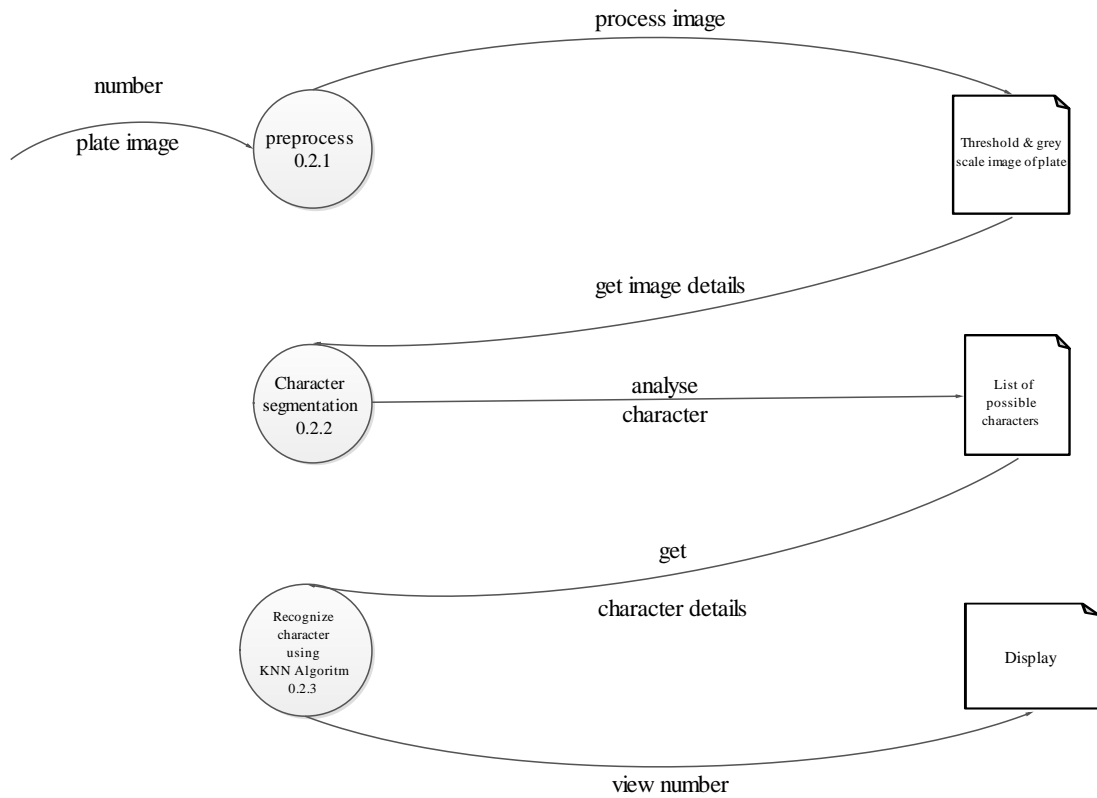 process image
number
plate image
preprocess
0.2.1
Threshold & grey
scale image of plate
get image details
Character
segmentation
0.2.2
analyse
character
List of
possible
characters
get
character details
Recognize
character
using
KNN Algoritm
0.2.3
Display
view number